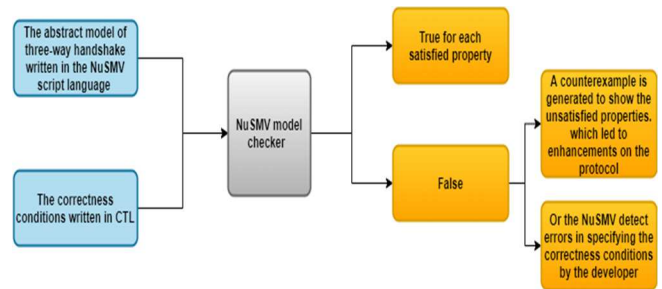 The abstract model of
three-way handshake
written in the NuSMV
script language
The correctness
conditions written in CTL
NuSMV model
checker
True for each
satisfied property
False
A counterexample is
generated to show the
unsatisfied properties.
which led to
enhancements on the
protocol
Or the NuSMV detect
errors in specifying the
correctness conditions
by the developer